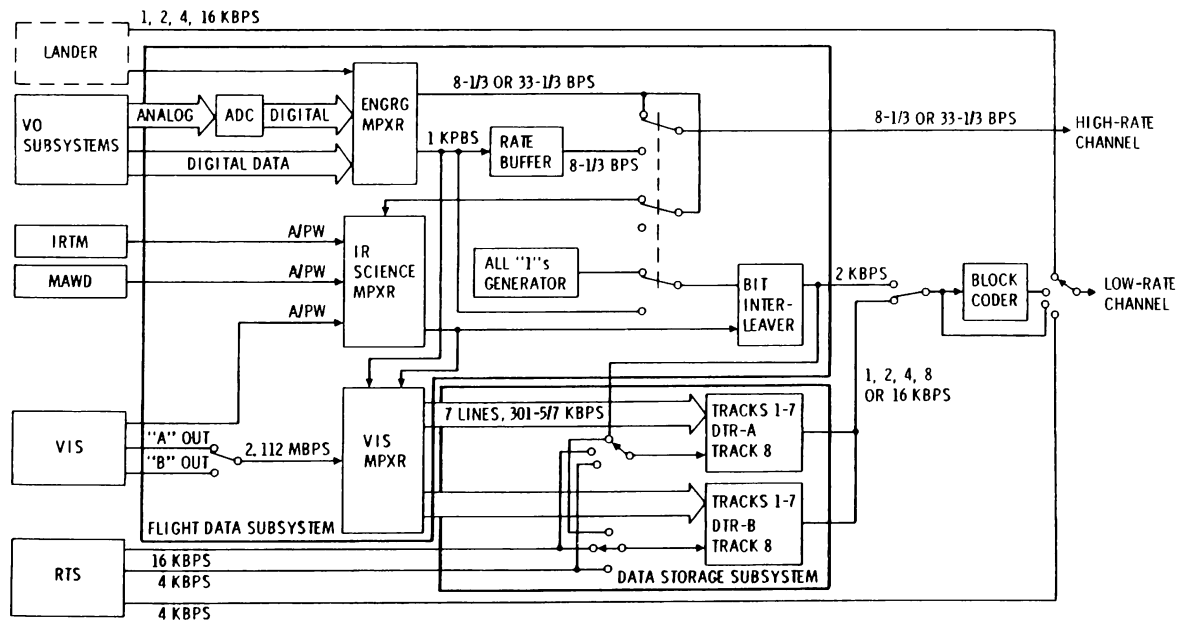 1, 2, 4, 16 KBPS
LANDER
VO
SUBSYSTEMS
ANALOG
ADC
DIGITAL
DIGITAL DATA
ENGRG
MPXR
8-1/3 OR 33-1/3 BPS
1 KPBS
RATE
BUFFER
8-1/3 BPS
8-1/3 OR 33-1/3 BPS
HIGH-RATE
CHANNEL
IRTM
MAWD
A/PW
A/PW
A/PW
IR
SCIENCE
MPXR
ALL "1"s
GENERATOR
BIT
INTER-
LEAVER
2 KBPS
BLOCK
CODER
LOW-RATE
CHANNEL
1, 2, 4, 8
OR 16 KBPS
VIS
"A" OUT
"B" OUT
2.112 MBPS
VIS
MPXR
7 LINES, 301-5/7 KBPS
TRACKS 1-7
DTR-A
TRACK 8
TRACKS 1-7
DTR-B
TRACK 8
FLIGHT DATA SUBSYSTEM
DATA STORAGE SUBSYSTEM
RTS
16 KBPS
4 KBPS
4 KBPS